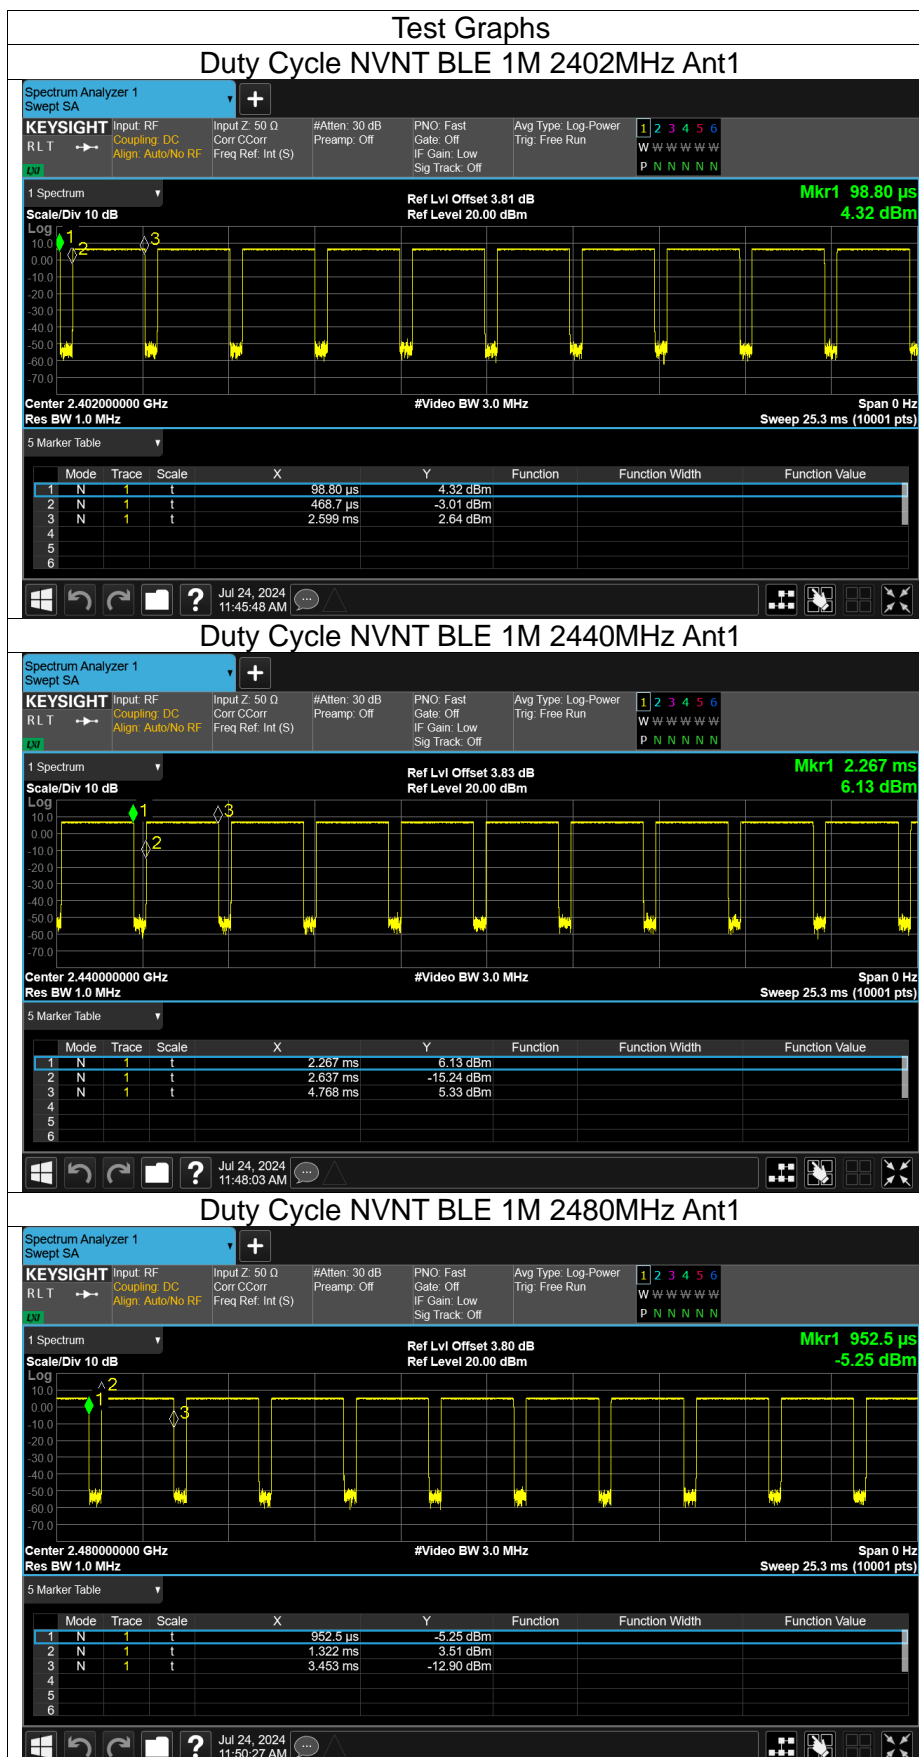 Test Graphs
Duty Cycle NVNT BLE 1M 2402MHz Ant1
Spectrum Analyzer 1
Swept SA
KEYSIGHT Input: RF Input Z: 50 Ω #Atten: 30 dB PNO: Fast Avg Type: Log-Power 1 2 3 4 5 6
RLT Coupling: DC Corr CCorr Preamp: Off Gate: Off Trig: Free Run W W W W W W
Align: Auto/No RF Freq Ref: Int (S) IF Gain: Low
LXI Sig Track: Off P N N N N N
1 Spectrum Ref Lvl Offset 3.81 dB Mkr1 98.80 µs
Scale/Div 10 dB Ref Level 20.00 dBm 4.32 dBm
Log
1 2 3
10.0
0.00
-10.0
-20.0
-30.0
-40.0
-50.0
-60.0
-70.0
Center 2.402000000 GHz #Video BW 3.0 MHz Span 0 Hz
Res BW 1.0 MHz Sweep 25.3 ms (10001 pts)
5 Marker Table
Mode Trace Scale X Y Function Function Width Function Value
1 N 1 t 98.80 µs 4.32 dBm
2 N 1 t 468.7 µs -3.01 dBm
3 N 1 t 2.599 ms 2.64 dBm
4
5
6
? Jul 24, 2024
11:45:48 AM
Duty Cycle NVNT BLE 1M 2440MHz Ant1
Spectrum Analyzer 1
Swept SA
KEYSIGHT Input: RF Input Z: 50 Ω #Atten: 30 dB PNO: Fast Avg Type: Log-Power 1 2 3 4 5 6
RLT Coupling: DC Corr CCorr Preamp: Off Gate: Off Trig: Free Run W W W W W W
Align: Auto/No RF Freq Ref: Int (S) IF Gain: Low
LXI Sig Track: Off P N N N N N
1 Spectrum Ref Lvl Offset 3.83 dB Mkr1 2.267 ms
Scale/Div 10 dB Ref Level 20.00 dBm 6.13 dBm
Log
1 2 3
10.0
0.00
-10.0
-20.0
-30.0
-40.0
-50.0
-60.0
-70.0
Center 2.440000000 GHz #Video BW 3.0 MHz Span 0 Hz
Res BW 1.0 MHz Sweep 25.3 ms (10001 pts)
5 Marker Table
Mode Trace Scale X Y Function Function Width Function Value
1 N 1 t 2.267 ms 6.13 dBm
2 N 1 t 2.637 ms -15.24 dBm
3 N 1 t 4.768 ms 5.33 dBm
4
5
6
? Jul 24, 2024
11:48:03 AM
Duty Cycle NVNT BLE 1M 2480MHz Ant1
Spectrum Analyzer 1
Swept SA
KEYSIGHT Input: RF Input Z: 50 Ω #Atten: 30 dB PNO: Fast Avg Type: Log-Power 1 2 3 4 5 6
RLT Coupling: DC Corr CCorr Preamp: Off Gate: Off Trig: Free Run W W W W W W
Align: Auto/No RF Freq Ref: Int (S) IF Gain: Low
LXI Sig Track: Off P N N N N N
1 Spectrum Ref Lvl Offset 3.80 dB Mkr1 952.5 µs
Scale/Div 10 dB Ref Level 20.00 dBm -5.25 dBm
Log
1 2 3
10.0
0.00
-10.0
-20.0
-30.0
-40.0
-50.0
-60.0
-70.0
Center 2.480000000 GHz #Video BW 3.0 MHz Span 0 Hz
Res BW 1.0 MHz Sweep 25.3 ms (10001 pts)
5 Marker Table
Mode Trace Scale X Y Function Function Width Function Value
1 N 1 t 952.5 µs -5.25 dBm
2 N 1 t 1.322 ms 3.51 dBm
3 N 1 t 3.453 ms -12.90 dBm
4
5
6
? Jul 24, 2024
11:50:27 AM